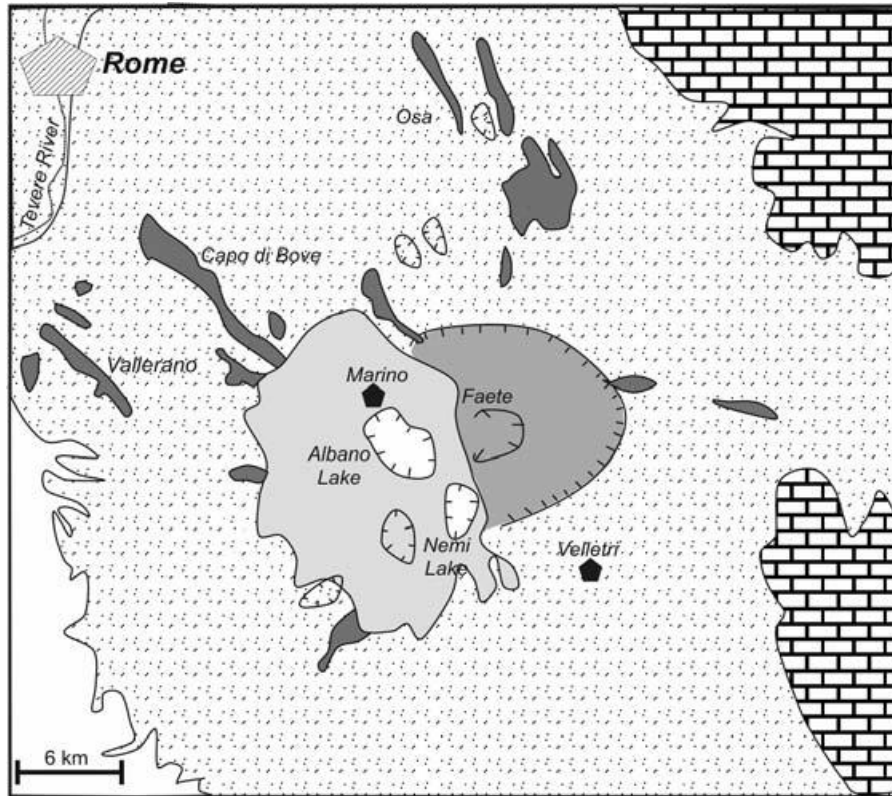 Rome
Osa
Tevere River
Capo di Bove
Vallerano
Marino
Faete
Albano
Lake
Nemi
Lake
Velletri
6 km